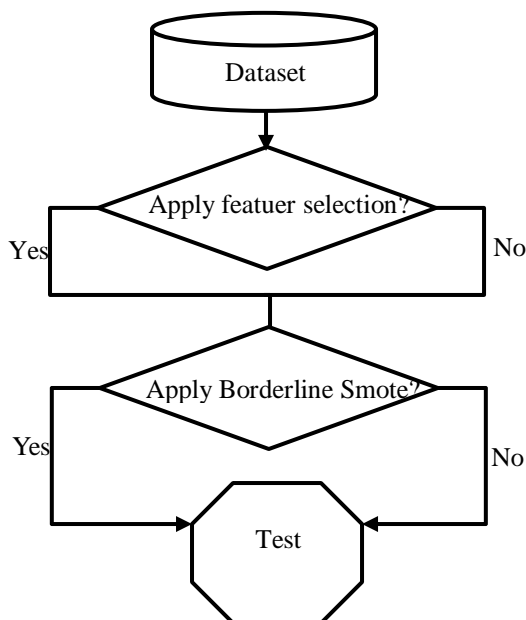 Dataset
Apply featuer selection?
Yes
No
Apply Borderline Smote?
Yes
No
Test